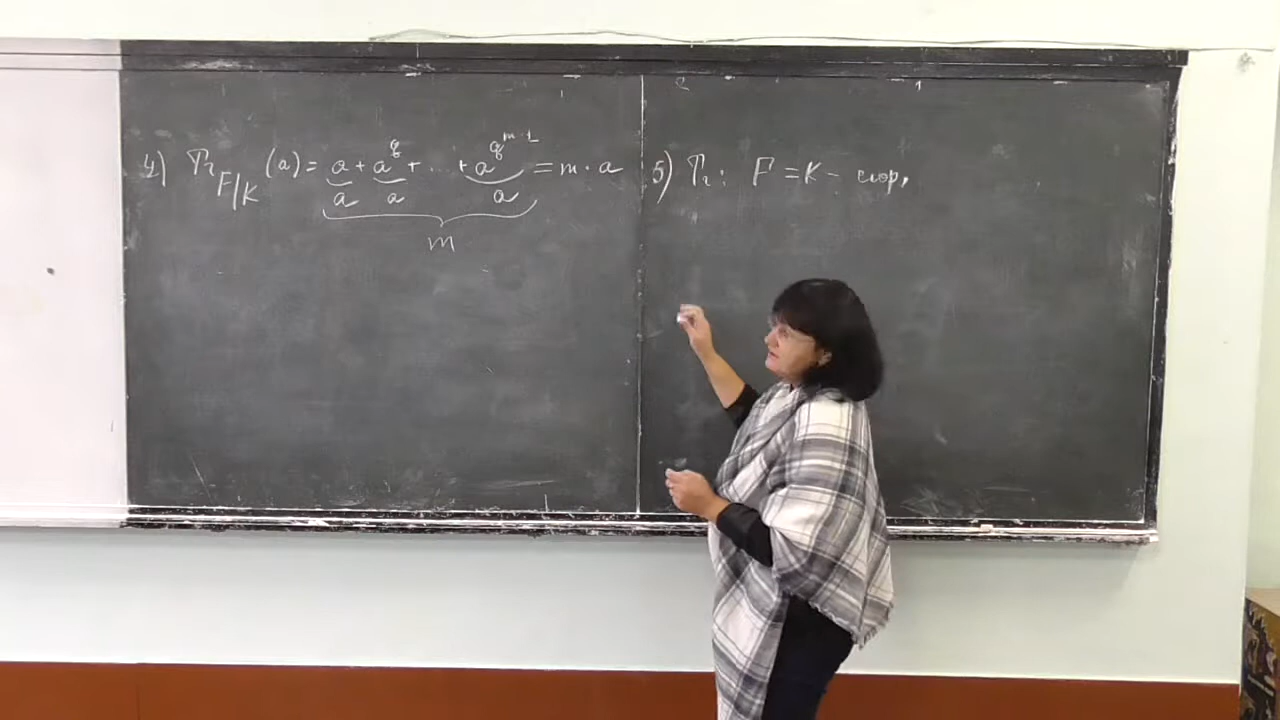 4) Tr_{F/K} (a) = a + a^q + ... + a^{q^{m-1}} = m · a
a a a
m
5) Tr: F = K - сюр,